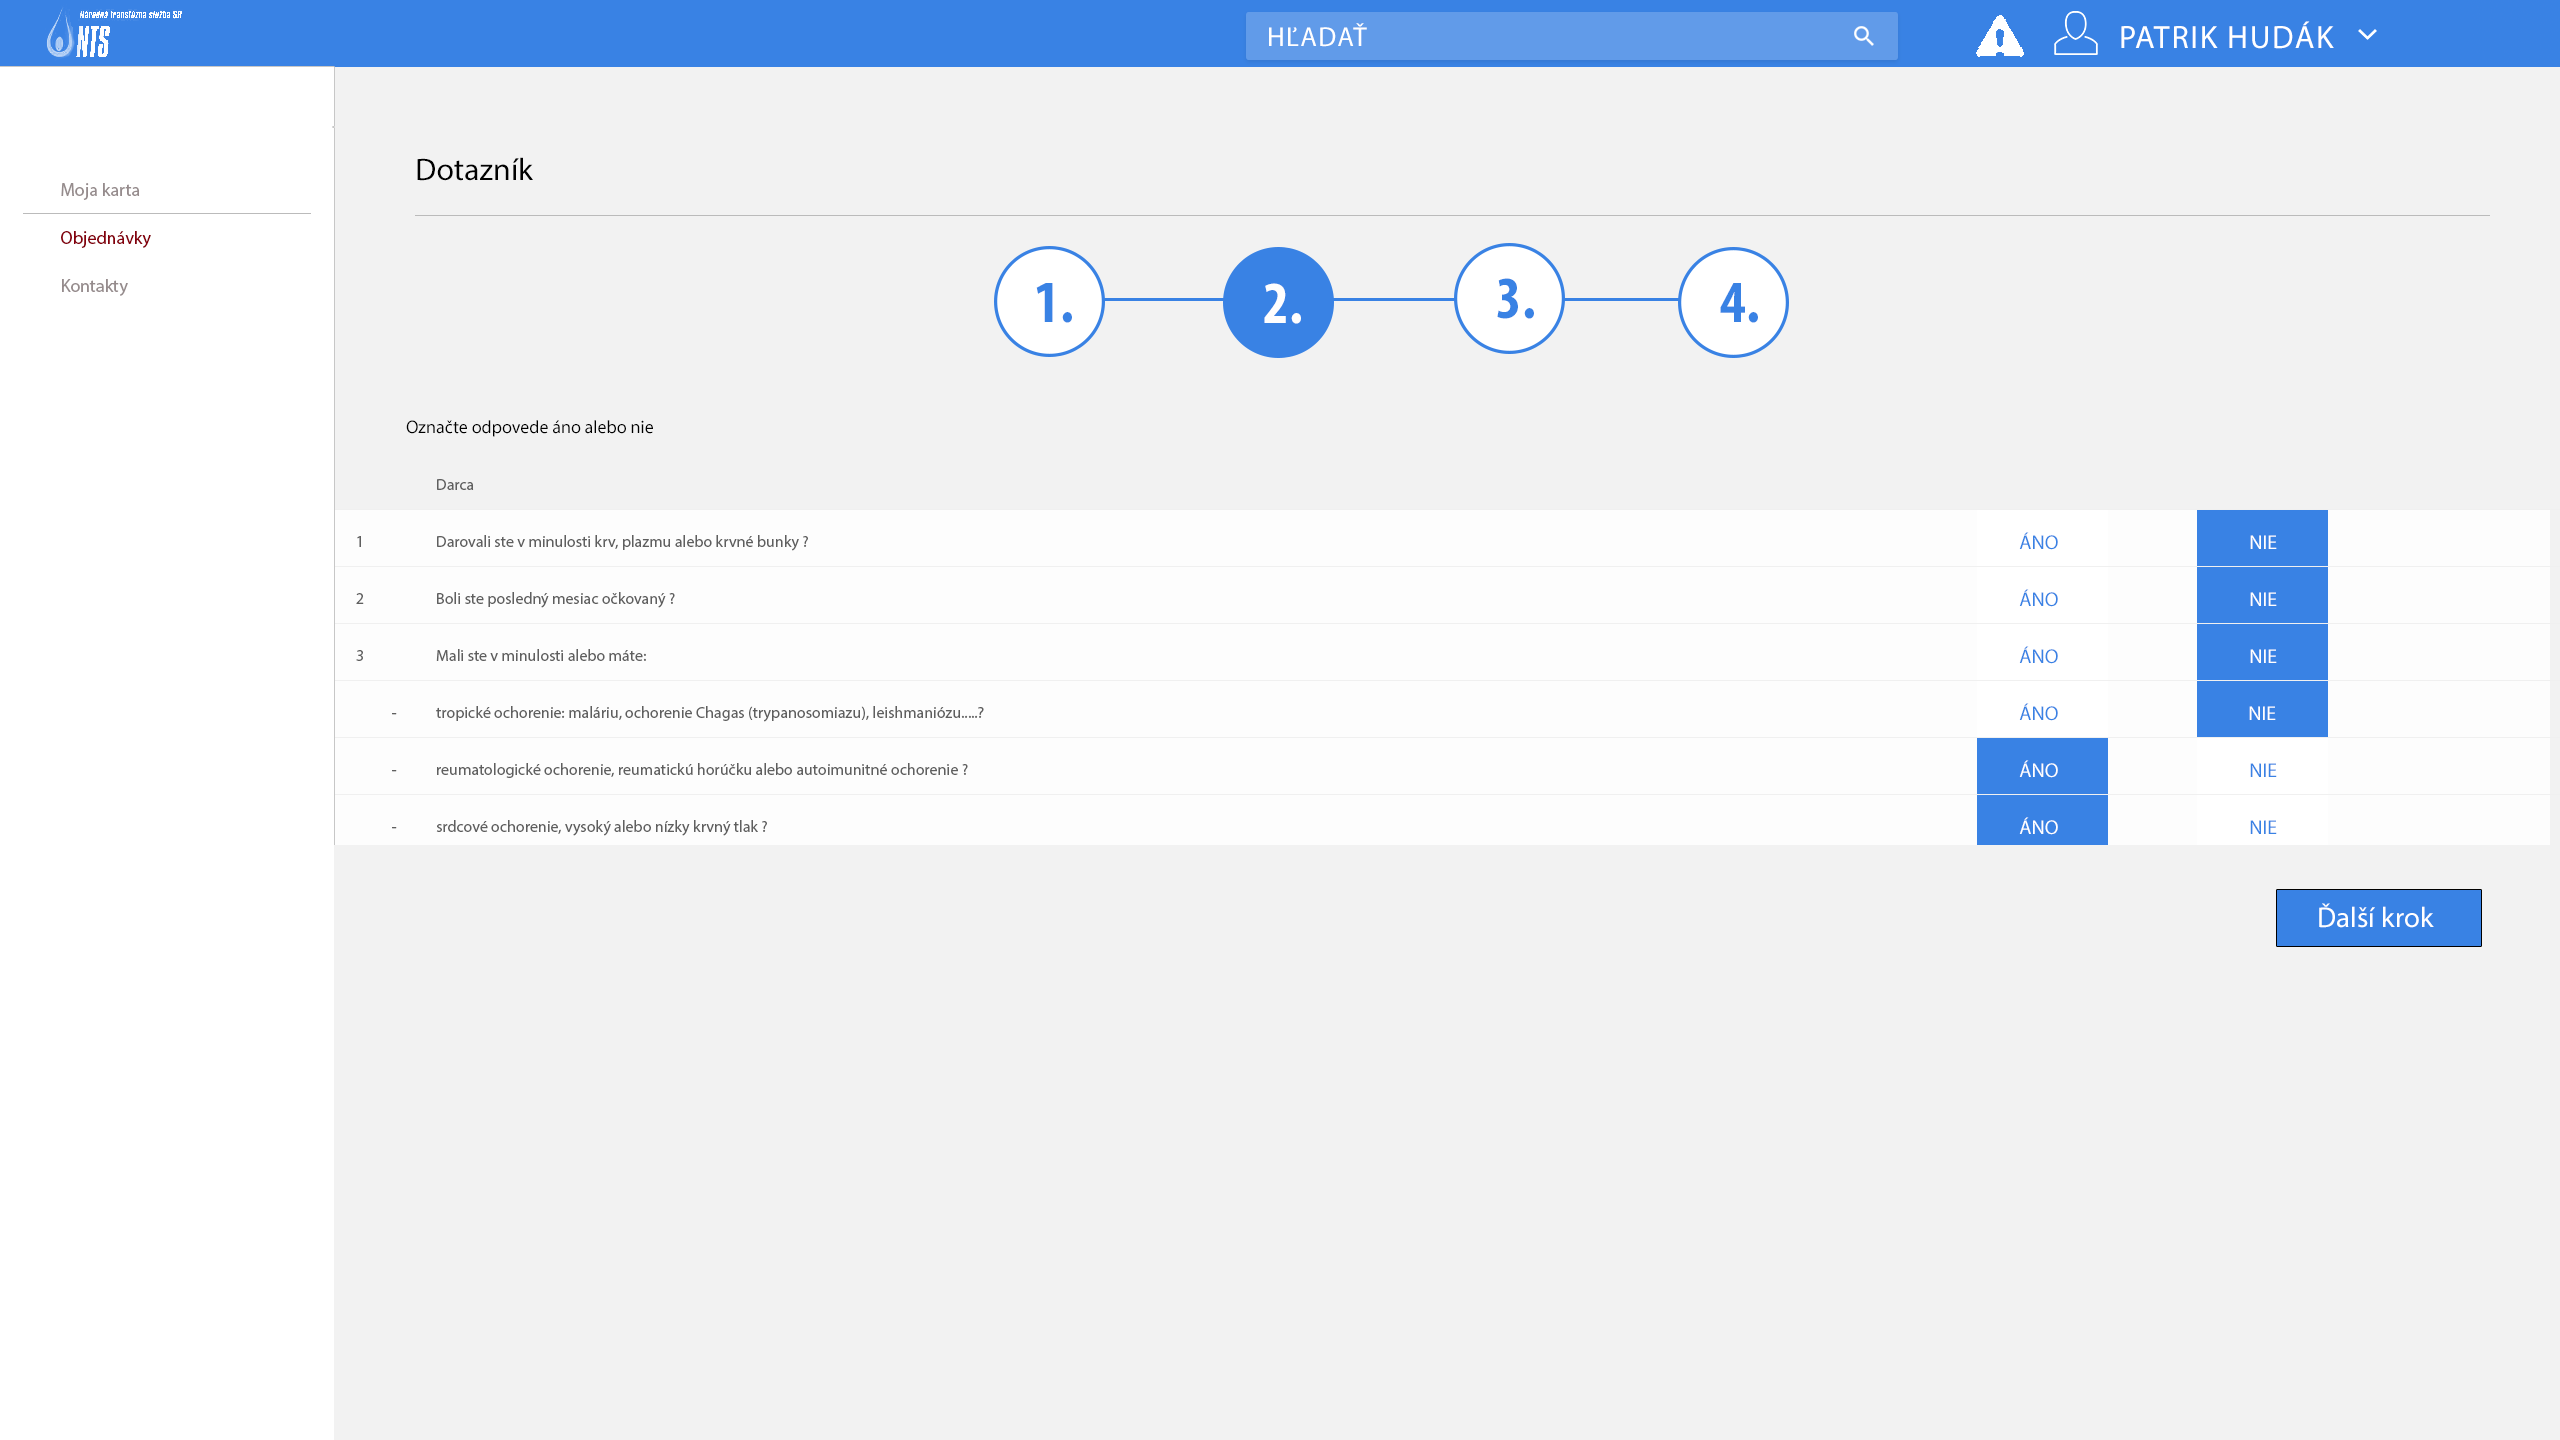 Národná transfúzna služba SR
NTS
HĽADAŤ
PATRIK HUDÁK
Moja karta
Objednávky
Kontakty
Dotazník
1.
2.
3.
4.
Označte odpovede áno alebo nie
Darca
1 Darovali ste v minulosti krv, plazmu alebo krvné bunky ? ÁNO NIE
2 Boli ste posledný mesiac očkovaný ? ÁNO NIE
3 Mali ste v minulosti alebo máte: ÁNO NIE
- tropické ochorenie: maláriu, ochorenie Chagas (trypanosomiazu), leishmaniózu.....? ÁNO NIE
- reumatologické ochorenie, reumatickú horúčku alebo autoimunitné ochorenie ? ÁNO NIE
- srdcové ochorenie, vysoký alebo nízky krvný tlak ? ÁNO NIE
Ďalší krok